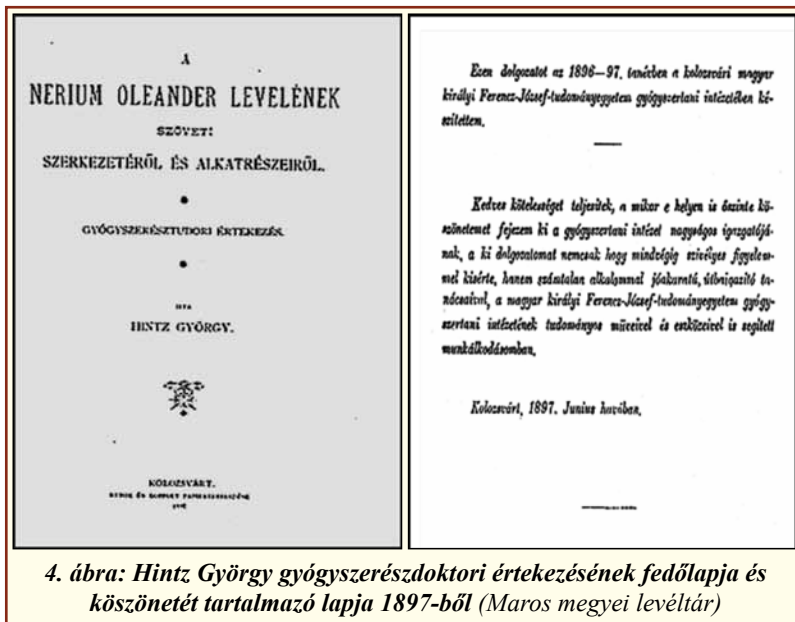 A
NERIUM OLEANDER LEVELÉNEK
SZÖVETI
SZERKEZETÉRŐL ÉS ALKATRÉSZEIRŐL.
GYÓGYSZERÉSZTUDORI ÉRTEKEZÉS.
IRTA
HINTZ GYÖRGY.
KOLOZSVÁRT.
Ezen dolgozatot az 1896—97. tanévben a kolozsvári magyar
királyi Ferencz-József-tudományegyetem gyógyszertani intézetében ké-
szítettem.
Kedves kötelességet teljesítek, a mikor e helyen is őszinte kö-
szönetemet fejezem ki a gyógyszertani intézet nagyságos igazgatójá-
nak, a ki dolgozatomat nemcsak hogy mindvégig szivélyes figyelem-
mel kisérte, hanem számtalan alkalommal jóakaratú, útbaigazító ta-
nácsaival, a magyar királyi Ferencz-József-tudományegyetem gyógy-
szertani intézetének tudományos műveivel és eszközeivel is segített
munkálkodásomban.
Kolozsvárt, 1897. Junius havában.
4. ábra: Hintz György gyógyszerészdoktori értekezésének fedőlapja és
köszönetét tartalmazó lapja 1897-ből (Maros megyei levéltár)